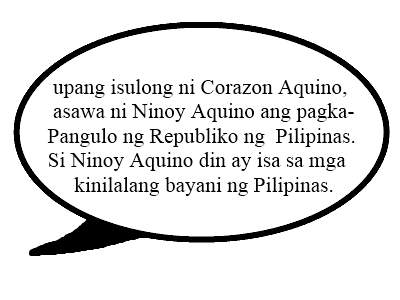 upang isulong ni Corazon Aquino,
asawa ni Ninoy Aquino ang pagka-
Pangulo ng Republiko ng Pilipinas.
Si Ninoy Aquino din ay isa sa mga
kinilalang bayani ng Pilipinas.